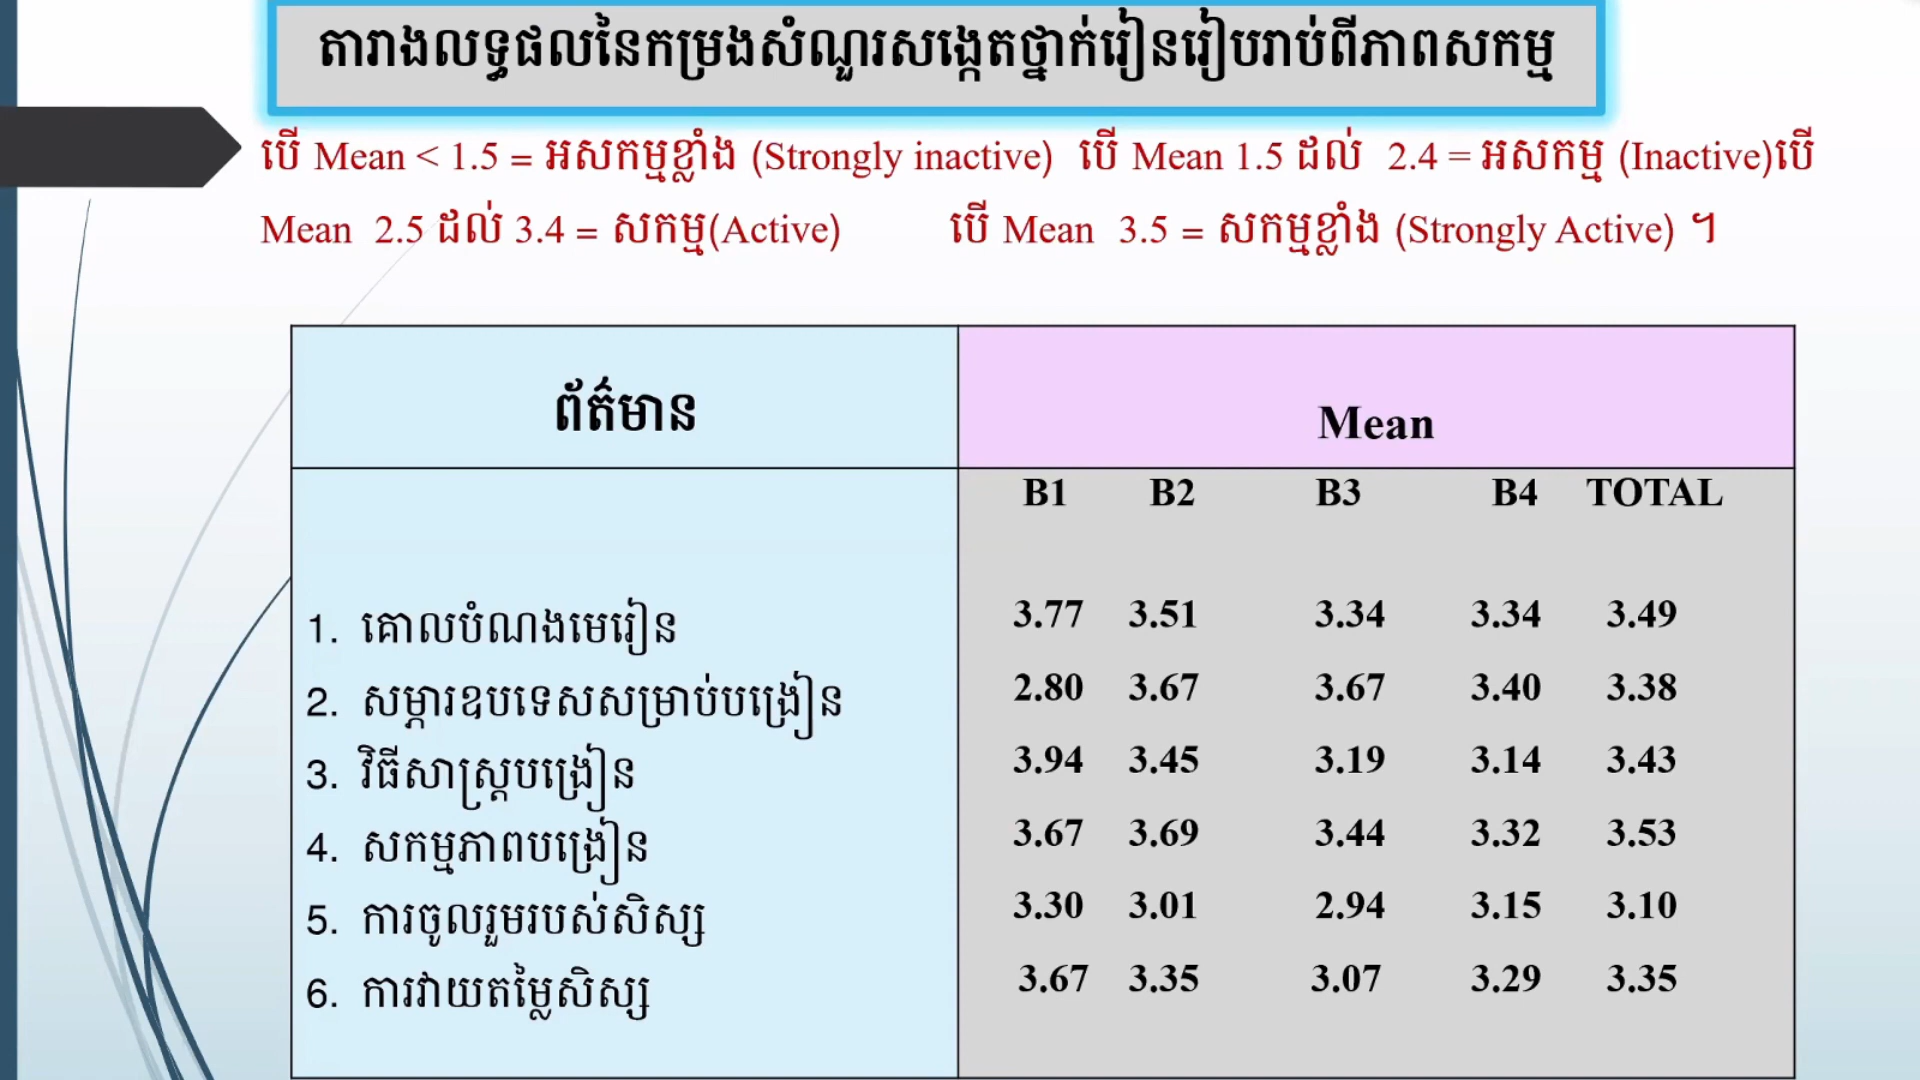 តារាងលទ្ធផលនៃកម្រងសំណួរសង្កេតថ្នាក់រៀនរៀបរាប់ពីភាពសកម្ម
បើ Mean < 1.5 = អសកម្មខ្លាំង (Strongly inactive) បើ Mean 1.5 ដល់ 2.4 = អសកម្ម (Inactive)បើ
Mean 2.5 ដល់ 3.4 = សកម្ម(Active) បើ Mean 3.5 = សកម្មខ្លាំង (Strongly Active) ។
ព័ត៌មាន Mean
B1 B2 B3 B4 TOTAL
1. គោលបំណងមេរៀន 3.77 3.51 3.34 3.34 3.49
2. សម្ភារឧបទេសសម្រាប់បង្រៀន 2.80 3.67 3.67 3.40 3.38
3. វិធីសាស្ត្របង្រៀន 3.94 3.45 3.19 3.14 3.43
4. សកម្មភាពបង្រៀន 3.67 3.69 3.44 3.32 3.53
5. ការចូលរួមរបស់សិស្ស 3.30 3.01 2.94 3.15 3.10
6. ការវាយតម្លៃសិស្ស 3.67 3.35 3.07 3.29 3.35